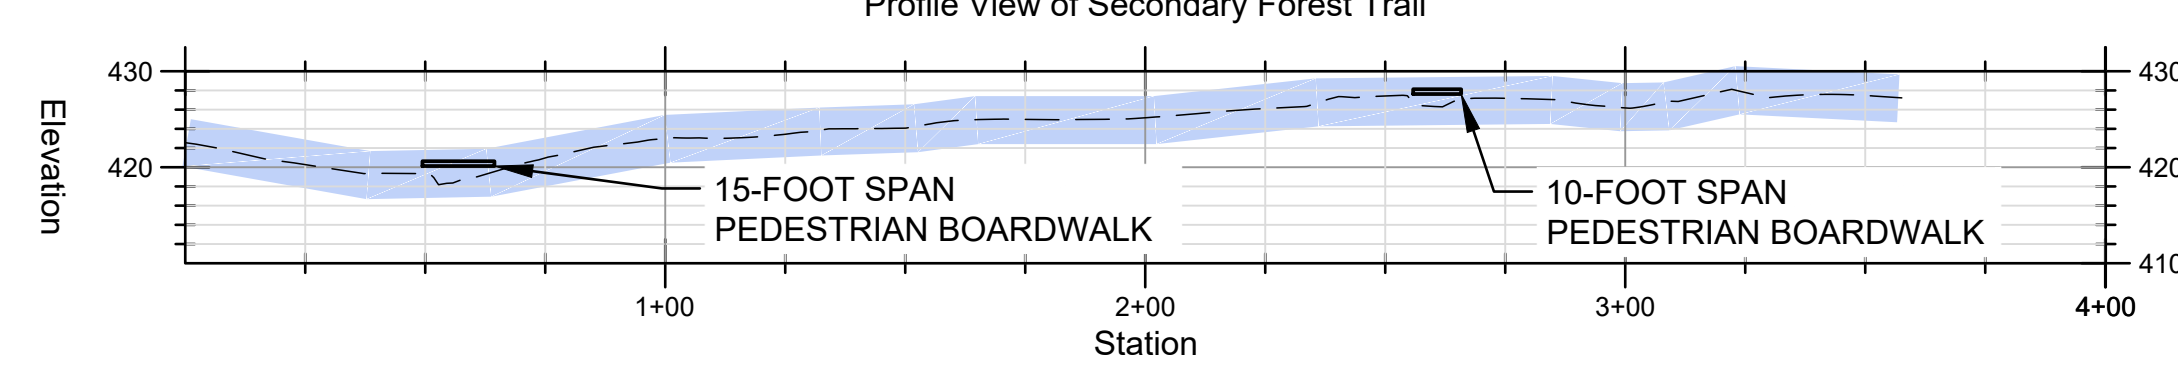 Profile View of Secondary Forest Trail
430
430
Elevation
420
420
15-FOOT SPAN
PEDESTRIAN BOARDWALK
10-FOOT SPAN
PEDESTRIAN BOARDWALK
410
1+00
2+00
3+00
4+00
Station